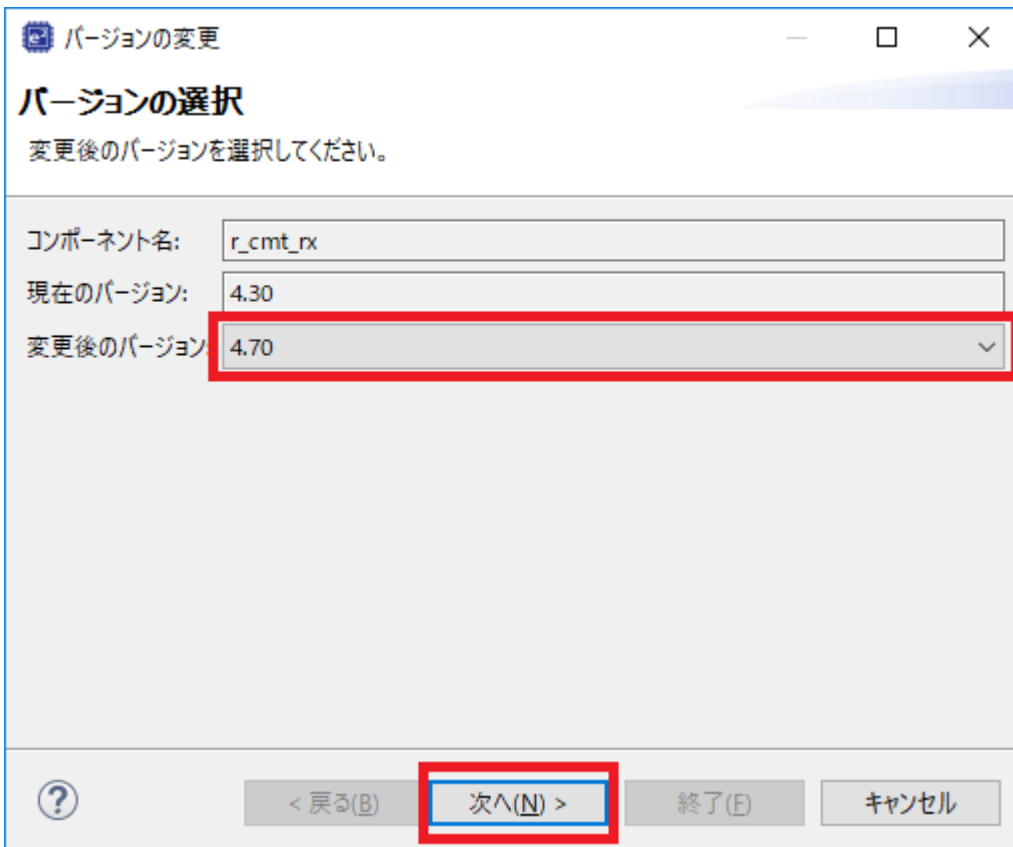 バージョンの変更
バージョンの選択
変更後のバージョンを選択してください。
コンポーネント名: r_cmt_rx
現在のバージョン: 4.30
変更後のバージョン: 4.70
< 戻る(B) 次へ(N) > 終了(F) キャンセル